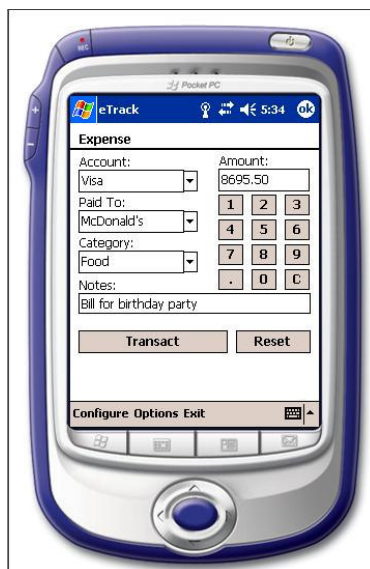 REC
Pocket PC
eTrack 5:34 ok
Expense
Account:
Amount:
Visa
8695.50
Paid To:
1 2 3
McDonald's
4 5 6
Category:
7 8 9
Food
. 0 C
Notes:
Bill for birthday party
Transact Reset
Configure Options Exit